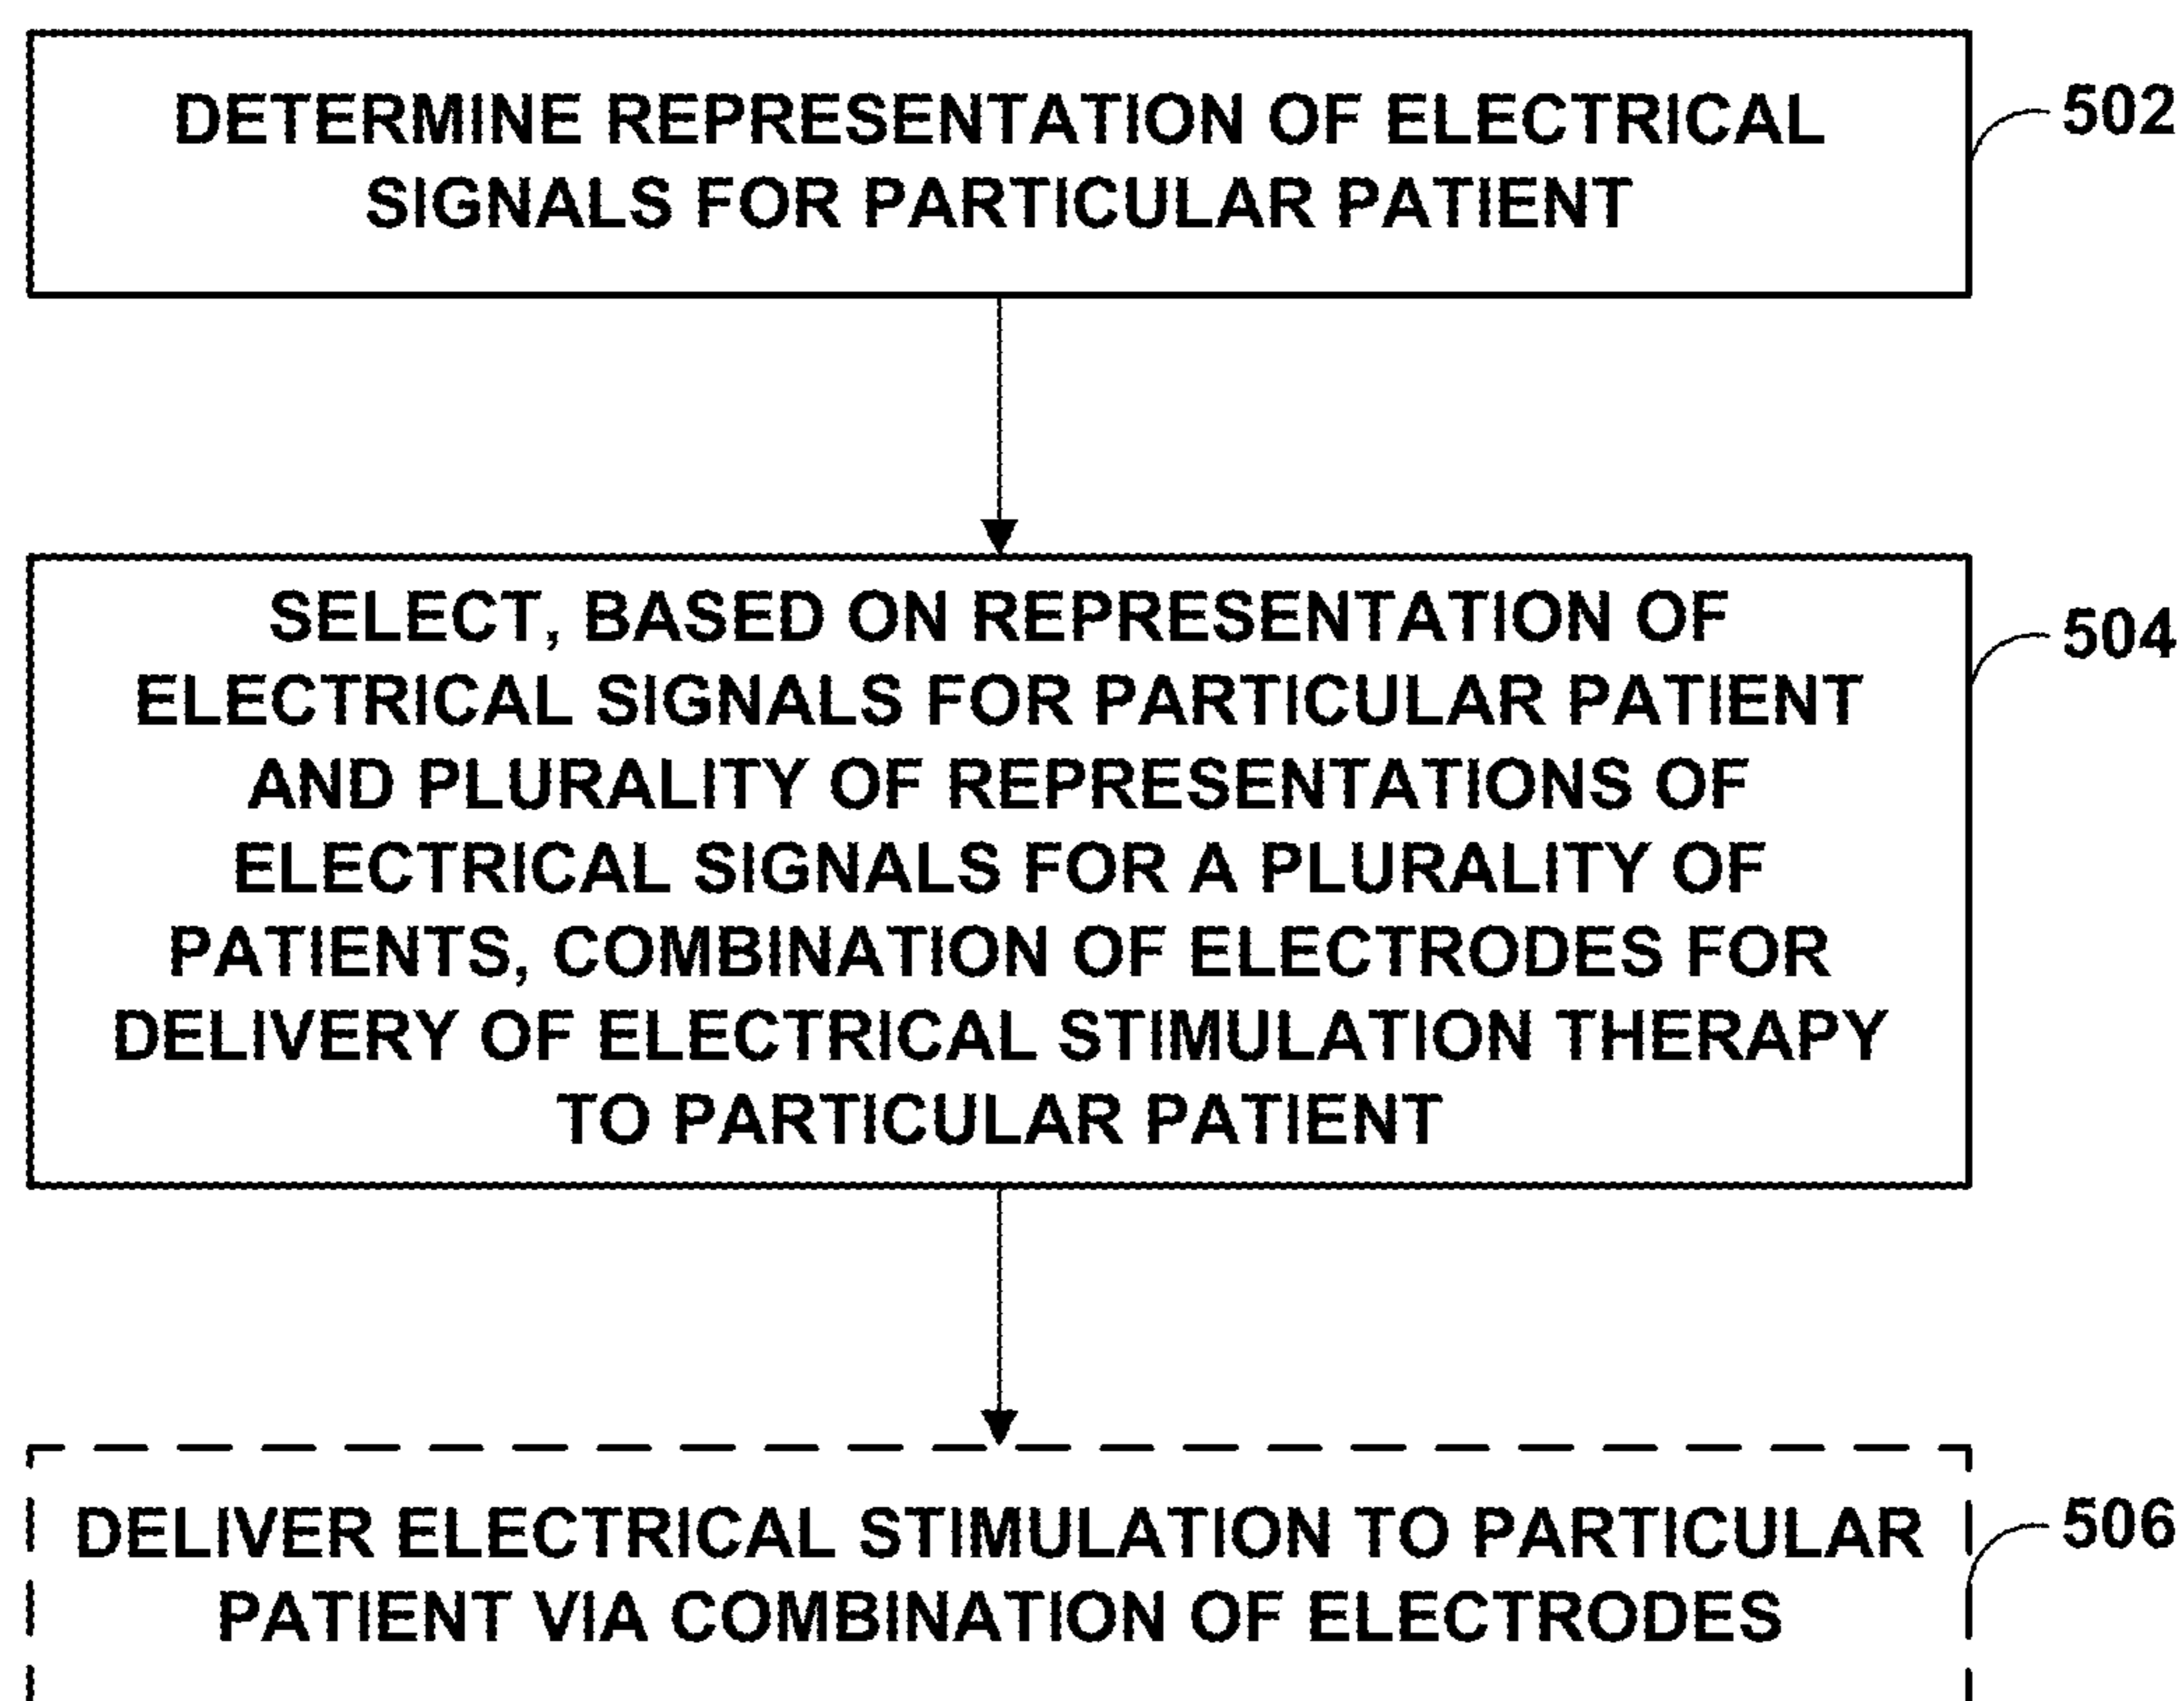 DETERMINE REPRESENTATION OF ELECTRICAL
SIGNALS FOR PARTICULAR PATIENT
502
SELECT, BASED ON REPRESENTATION OF
ELECTRICAL SIGNALS FOR PARTICULAR PATIENT
AND PLURALITY OF REPRESENTATIONS OF
ELECTRICAL SIGNALS FOR A PLURALITY OF
PATIENTS, COMBINATION OF ELECTRODES FOR
DELIVERY OF ELECTRICAL STIMULATION THERAPY
TO PARTICULAR PATIENT
504
DELIVER ELECTRICAL STIMULATION TO PARTICULAR
PATIENT VIA COMBINATION OF ELECTRODES
506